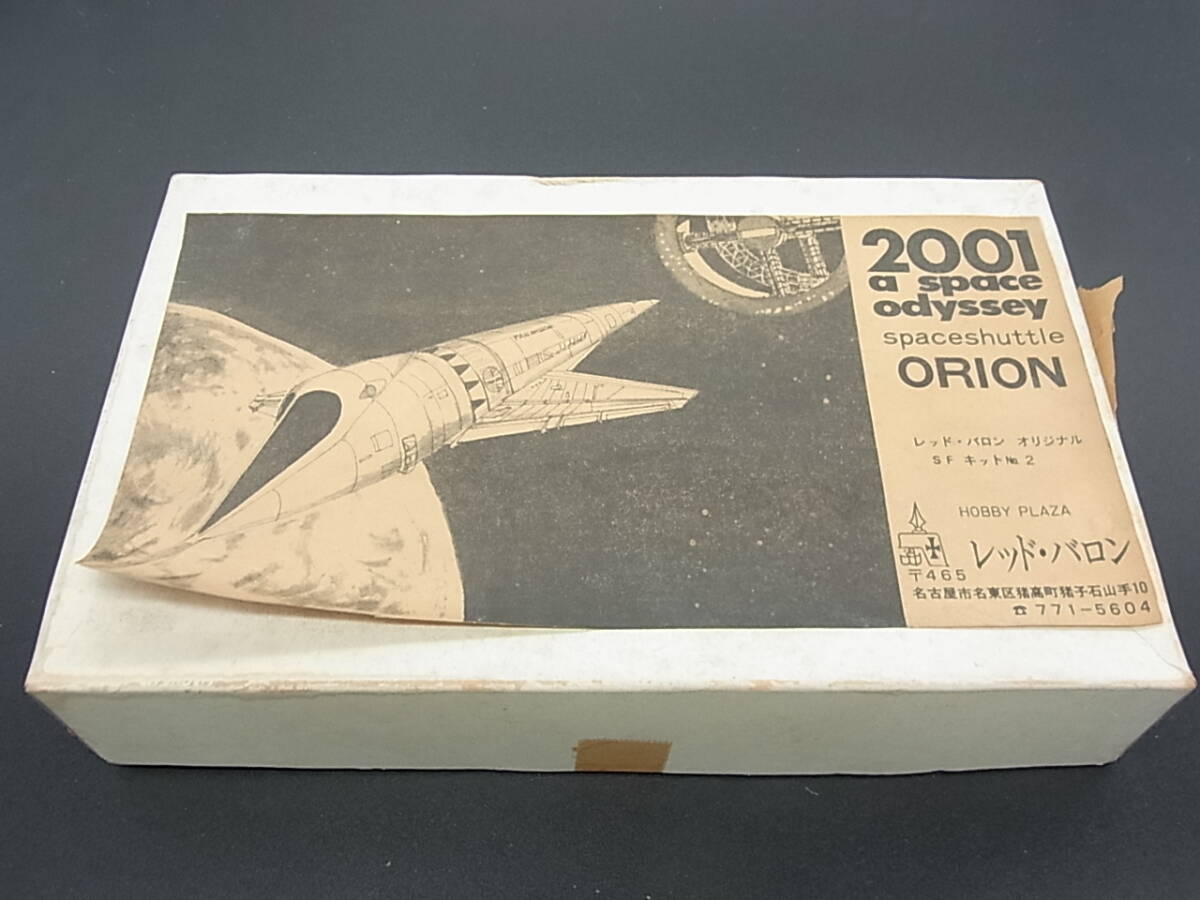 2001
a space
odyssey
spaceshuttle
ORION
レッド・バロン オリジナル
SF キット№2
HOBBY PLAZA
レッド・バロン
〒465
名古屋市名東区猪高町猪子石山手10
☎771-5604